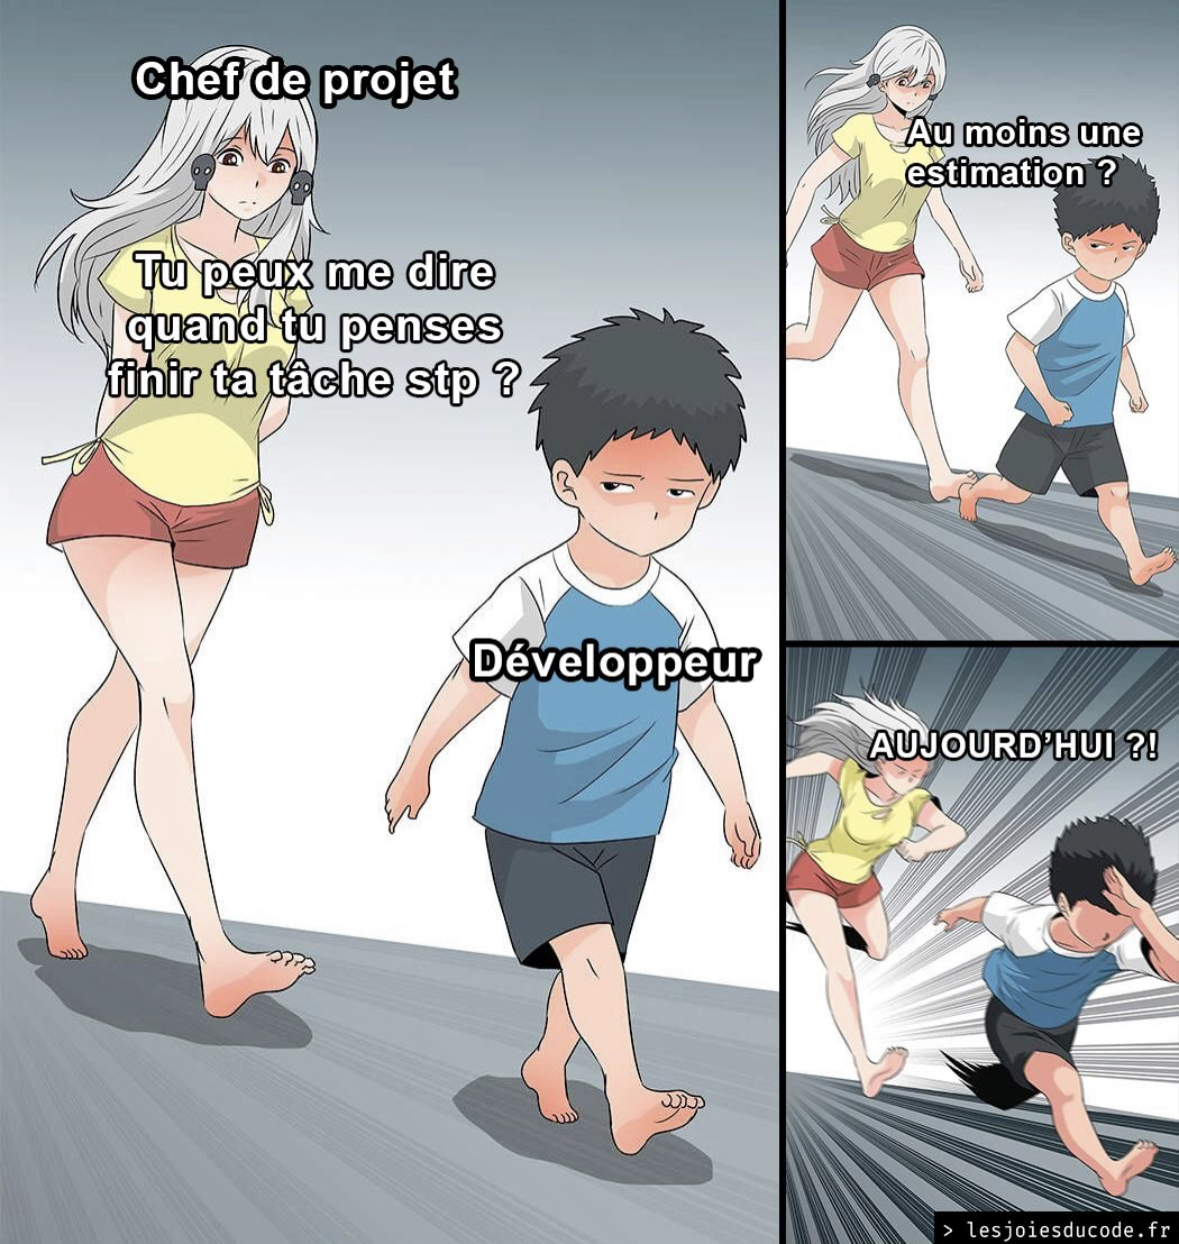 Chef de projet
Tu peux me dire
quand tu penses
finir ta tâche stp ?
Développeur
Au moins une
estimation ?
AUJOURD'HUI ?!
> lesjoiesducode.fr